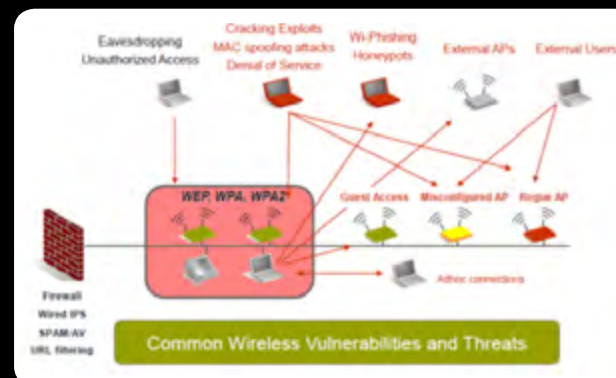 Eavesdropping
Unauthorized Access
Cracking Exploits
MAC spoofing attacks
Denial of Service
Wi-Phishing
Honeypots
External APs
External Users
WEP, WPA, WPA2
Guest Access
Misconfigured AP
Rogue AP
Adhoc connections
Firewall
Wired IPS
SPAM/AV
URL filtering
Common Wireless Vulnerabilities and Threats